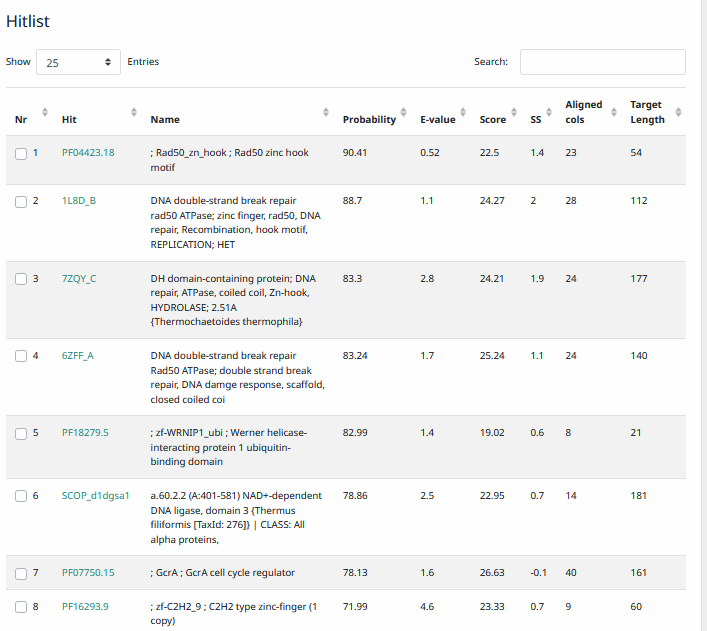 Hitlist
Show 25 Entries Search:
Nr Hit Name Probability E-value Score SS Aligned cols Target Length
1 PF04423.18 ; Rad50_zn_hook ; Rad50 zinc hook 90.41 0.52 22.5 1.4 23 54
motif
2 1L8D_B DNA double-strand break repair 88.7 1.1 24.27 2 28 112
rad50 ATPase; zinc finger, rad50, DNA
repair, Recombination, hook motif,
REPLICATION; HET
3 7ZQY_C DH domain-containing protein; DNA 83.3 2.8 24.21 1.9 24 177
repair, ATPase, coiled coil, Zn-hook,
HYDROLASE; 2.51A
{Thermochaetoides thermophila}
4 6ZFF_A DNA double-strand break repair 83.24 1.7 25.24 1.1 24 140
Rad50 ATPase; double strand break
repair, DNA damge response, scaffold,
closed coiled coi
5 PF18279.5 ; zf-WRNIP1_ubi ; Werner helicase- 82.99 1.4 19.02 0.6 8 21
interacting protein 1 ubiquitin-
binding domain
6 SCOP_d1dgsa1 a.60.2.2 (A:401-581) NAD+-dependent 78.86 2.5 22.95 0.7 14 181
DNA ligase, domain 3 {Thermus
filiformis [TaxId: 276]} | CLASS: All
alpha proteins,
7 PF07750.15 ; GcrA ; GcrA cell cycle regulator 78.13 1.6 26.63 -0.1 40 161
8 PF16293.9 ; zf-C2H2_9 ; C2H2 type zinc-finger (1 71.99 4.6 23.33 0.7 9 60
copy)